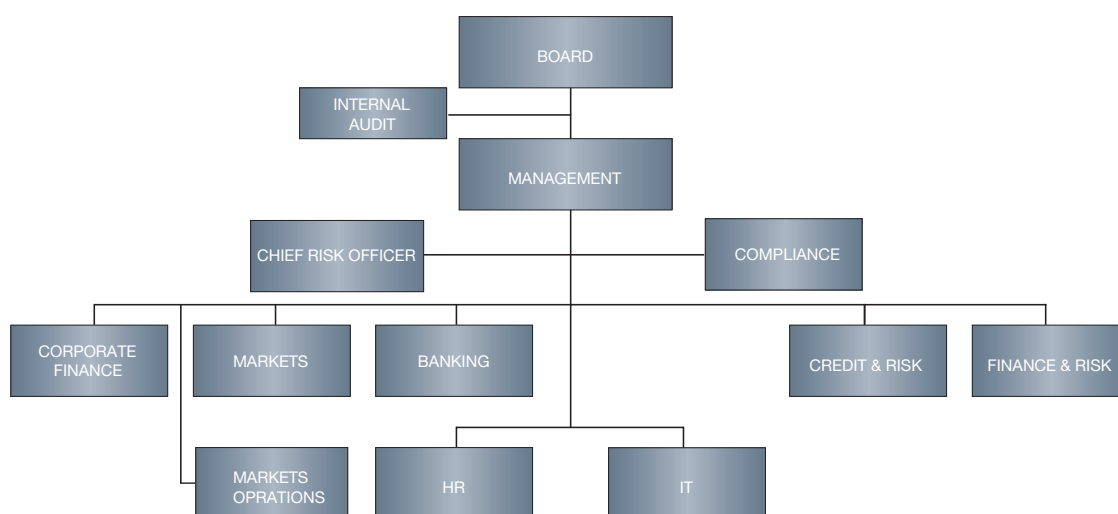 BOARD
INTERNAL
AUDIT
MANAGEMENT
CHIEF RISK OFFICER
COMPLIANCE
CORPORATE
FINANCE
MARKETS
BANKING
CREDIT & RISK
FINANCE & RISK
MARKETS
OPRATIONS
HR
IT